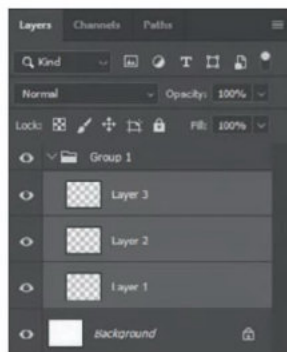 Layers Channels Paths
Kind T
Normal Opacity: 100%
Lock: Fill: 100%
Group 1
Layer 3
Layer 2
Layer 1
Background